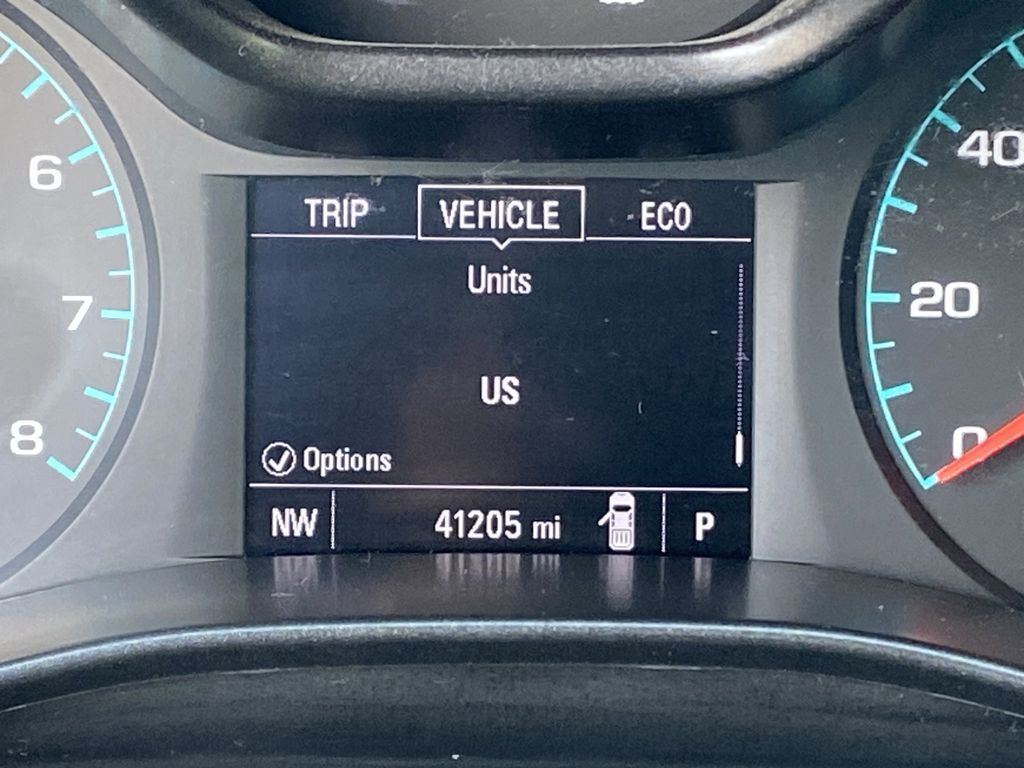 TRIP VEHICLE ECO
Units
US
Options
NW 41205 mi P
6
7
8
40
20
0